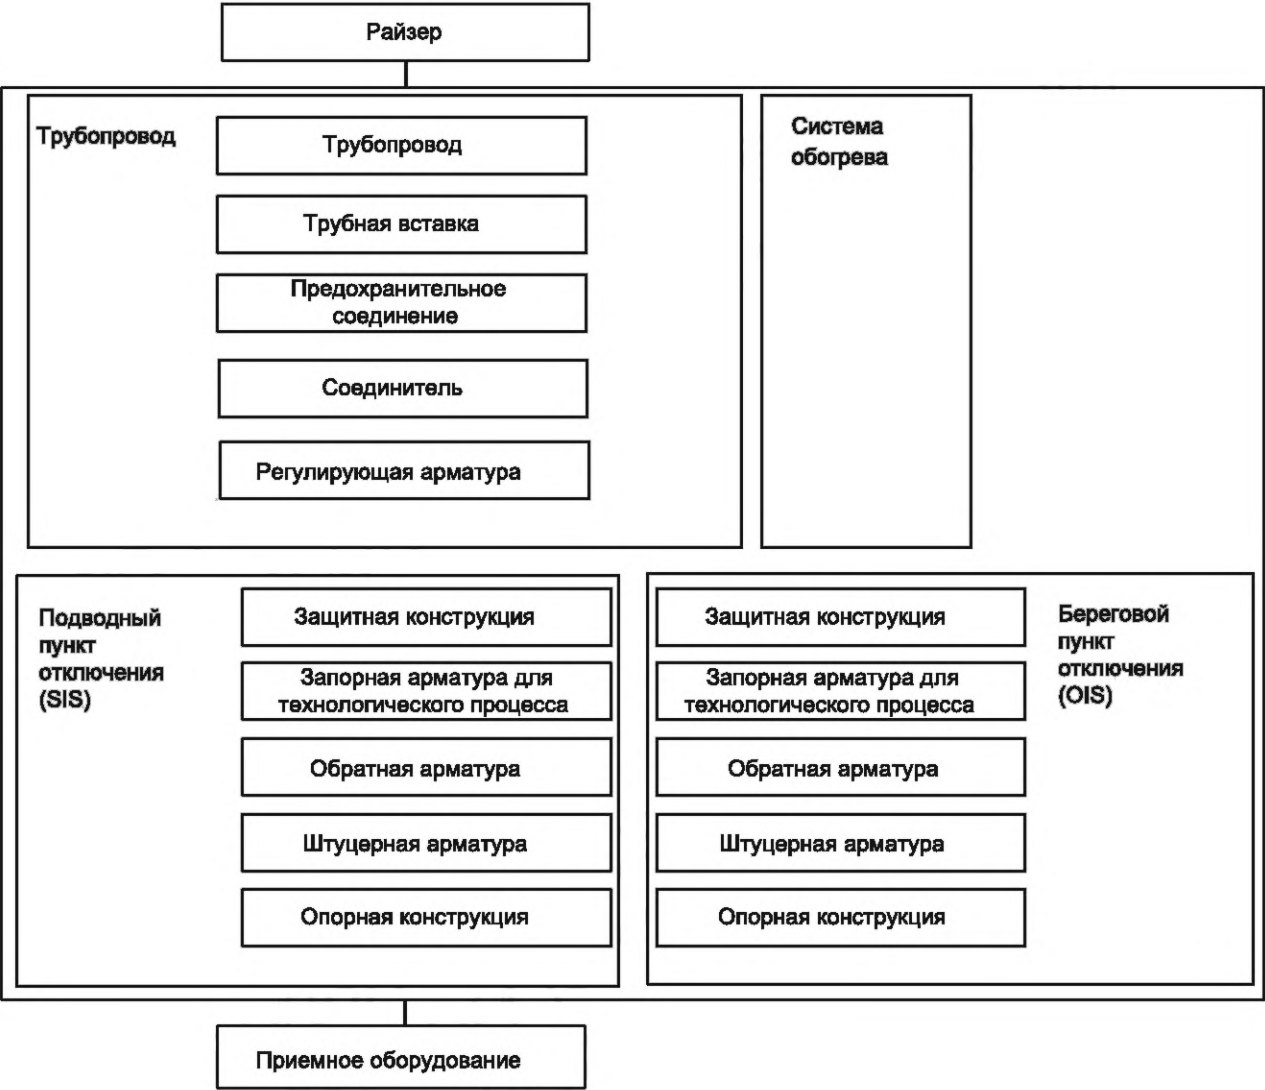 Райзер
Трубопровод
Трубопровод
Трубная вставка
Предохранительное
соединение
Соединитель
Регулирующая арматура
Система
обогрева
Подводный
пункт
отключения
(SIS)
Защитная конструкция
Запорная арматура для
технологического процесса
Обратная арматура
Штуцерная арматура
Опорная конструкция
Защитная конструкция
Запорная арматура для
технологического процесса
Обратная арматура
Штуцерная арматура
Опорная конструкция
Береговой
пункт
отключения
(OIS)
Приемное оборудование